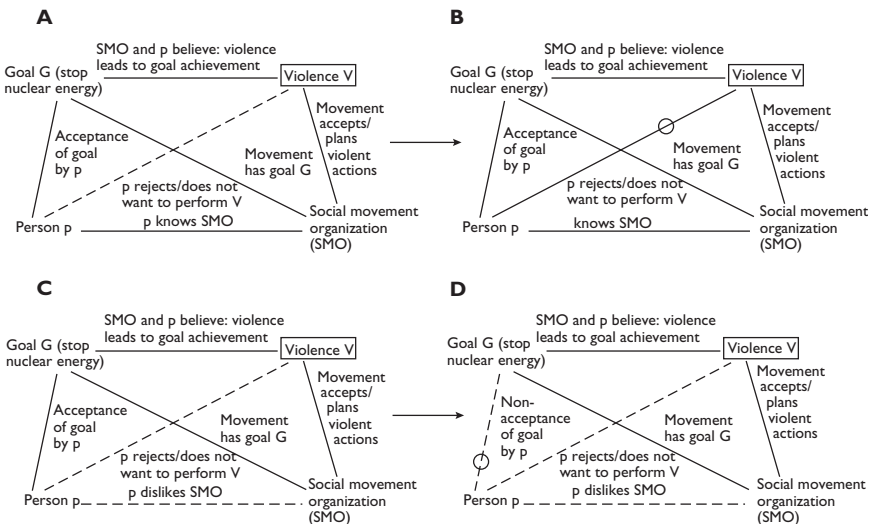 A
SMO and p believe: violence
leads to goal achievement
Goal G (stop
nuclear energy)
Violence V
Acceptance
of goal
by p
Movement
has goal G
Movement
accepts/
plans
violent
actions
p rejects/does not
want to perform V
p knows SMO
Person p
Social movement
organization
(SMO)
B
SMO and p believe: violence
leads to goal achievement
Goal G (stop
nuclear energy)
Violence V
Acceptance
of goal
by p
Movement
has goal G
Movement
accepts/
plans
violent
actions
p rejects/does not
want to perform V
knows SMO
Person p
Social movement
organization
(SMO)
C
SMO and p believe: violence
leads to goal achievement
Goal G (stop
nuclear energy)
Violence V
Acceptance
of goal
by p
Movement
has goal G
Movement
accepts/
plans
violent
actions
p rejects/does not
want to perform V
p dislikes SMO
Person p
Social movement
organization
(SMO)
D
SMO and p believe: violence
leads to goal achievement
Goal G (stop
nuclear energy)
Violence V
Non-
acceptance
of goal
by p
Movement
has goal G
Movement
accepts/
plans
violent
actions
p rejects/does not
want to perform V
p dislikes SMO
Person p
Social movement
organization
(SMO)